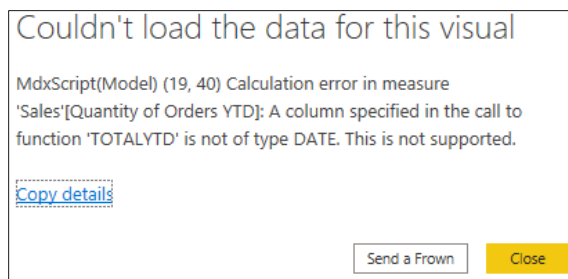 Couldn't load the data for this visual
MdxScript(Model) (19, 40) Calculation error in measure
'Sales'[Quantity of Orders YTD]: A column specified in the call to
function 'TOTALYTD' is not of type DATE. This is not supported.
Copy details
Send a Frown
Close